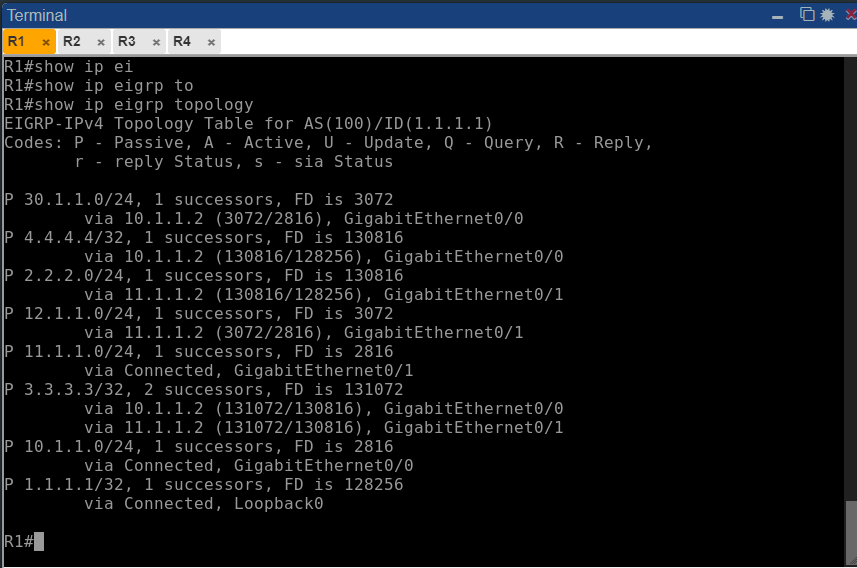 Terminal
R1 × R2 × R3 × R4 ×
R1#show ip ei
R1#show ip eigrp to
R1#show ip eigrp topology
EIGRP-IPv4 Topology Table for AS(100)/ID(1.1.1.1)
Codes: P - Passive, A - Active, U - Update, Q - Query, R - Reply,
       r - reply Status, s - sia Status
P 30.1.1.0/24, 1 successors, FD is 3072
        via 10.1.1.2 (3072/2816), GigabitEthernet0/0
P 4.4.4.4/32, 1 successors, FD is 130816
        via 10.1.1.2 (130816/128256), GigabitEthernet0/0
P 2.2.2.0/24, 1 successors, FD is 130816
        via 11.1.1.2 (130816/128256), GigabitEthernet0/1
P 12.1.1.0/24, 1 successors, FD is 3072
        via 11.1.1.2 (3072/2816), GigabitEthernet0/1
P 11.1.1.0/24, 1 successors, FD is 2816
        via Connected, GigabitEthernet0/1
P 3.3.3.3/32, 2 successors, FD is 131072
        via 10.1.1.2 (131072/130816), GigabitEthernet0/0
        via 11.1.1.2 (131072/130816), GigabitEthernet0/1
P 10.1.1.0/24, 1 successors, FD is 2816
        via Connected, GigabitEthernet0/0
P 1.1.1.1/32, 1 successors, FD is 128256
        via Connected, Loopback0
R1#